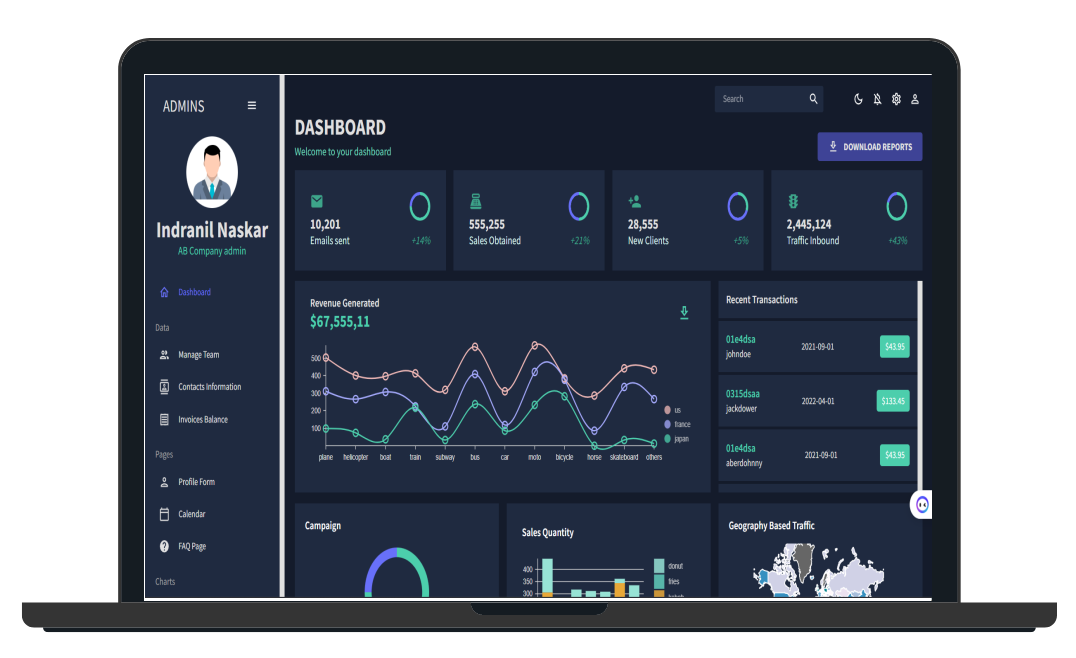 ADMINS
Search
DASHBOARD
Welcome to your dashboard
DOWNLOAD REPORTS
Indranil Naskar
AB Company admin
Dashboard
Data
Manage Team
Contacts Information
Invoices Balance
Pages
Profile Form
Calendar
FAQ Page
Charts
10,201
Emails sent
+14%
555,255
Sales Obtained
+21%
28,555
New Clients
+5%
2,445,124
Traffic Inbound
+43%
Revenue Generated
$67,555,11
500
400
300
200
100
plane helicopter boat train subway bus car moto bicycle horse skateboard others
us
france
japan
Recent Transactions
01e4dsa
johndoe
2021-09-01
$43.95
0315dsaa
jackdower
2022-04-01
$133.45
01e4dsa
aberdohnny
2021-09-01
$43.95
Campaign
Sales Quantity
400
350
300
donut
fries
Geography Based Traffic